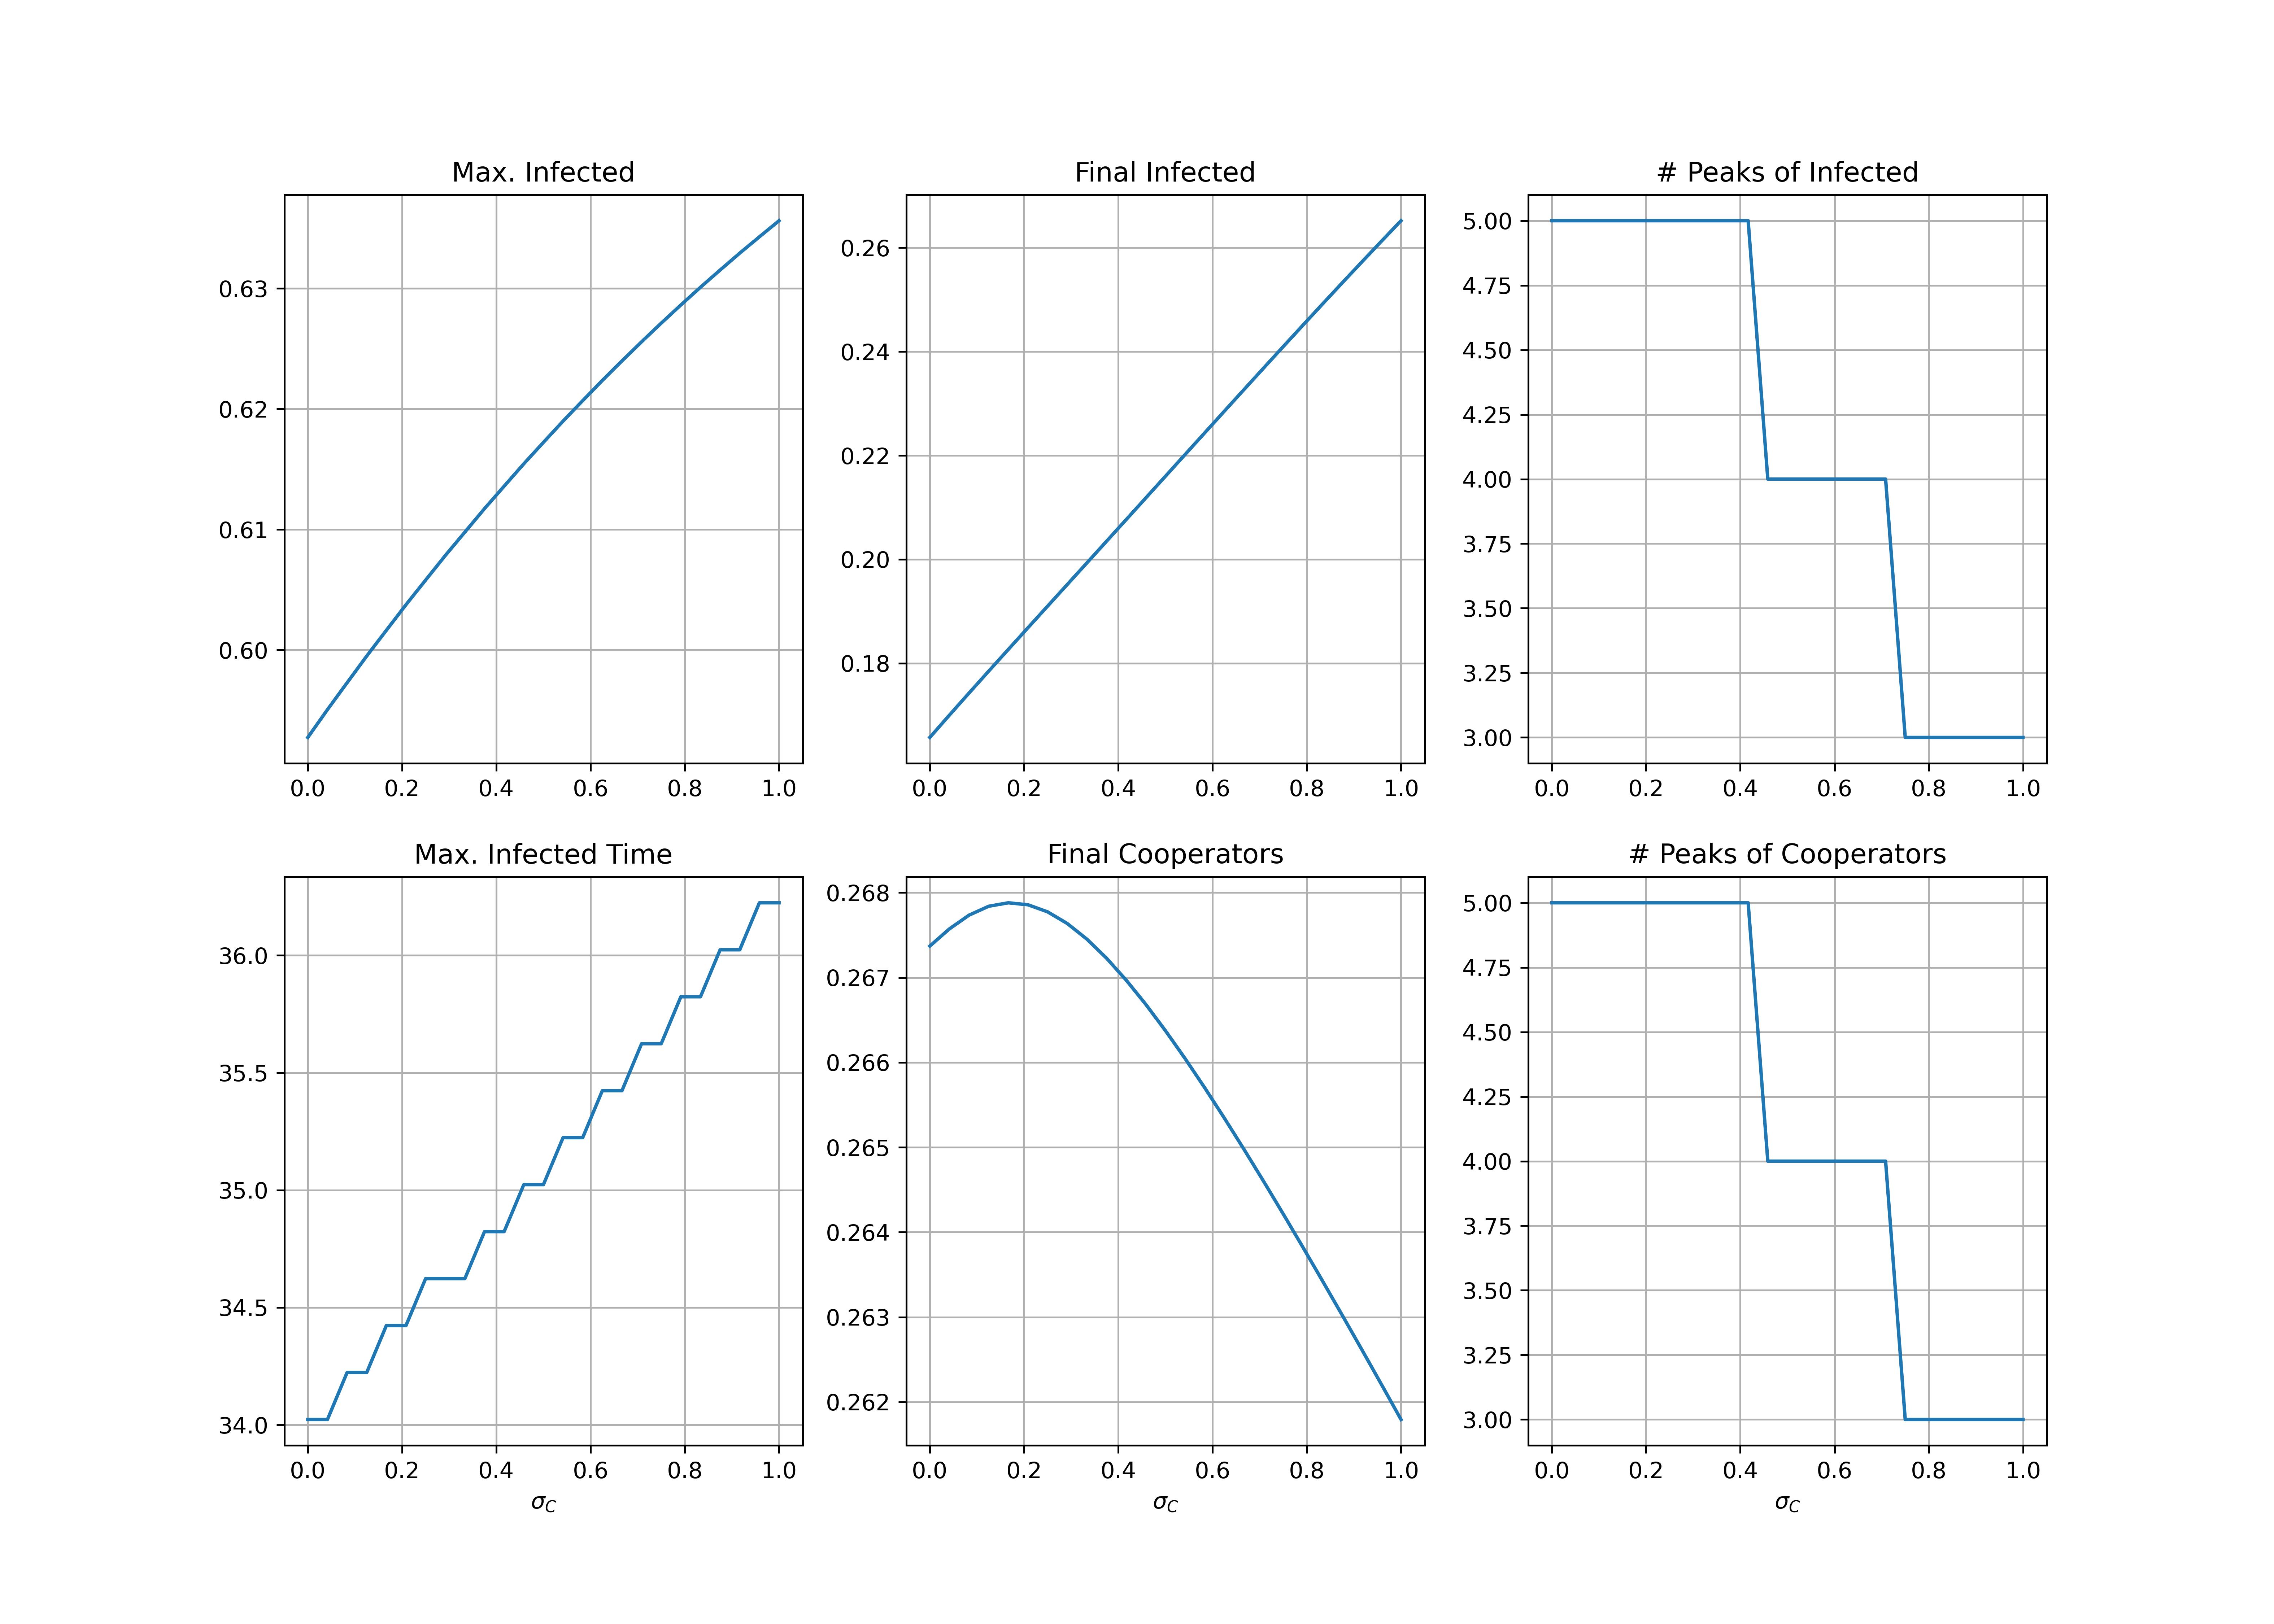 Max. Infected
0.63
0.62
0.61
0.60
0.0 0.2 0.4 0.6 0.8 1.0
Final Infected
0.26
0.24
0.22
0.20
0.18
0.0 0.2 0.4 0.6 0.8 1.0
# Peaks of Infected
5.00
4.75
4.50
4.25
4.00
3.75
3.50
3.25
3.00
0.0 0.2 0.4 0.6 0.8 1.0
Max. Infected Time
36.0
35.5
35.0
34.5
34.0
0.0 0.2 0.4 0.6 0.8 1.0
σ_C
Final Cooperators
0.268
0.267
0.266
0.265
0.264
0.263
0.262
0.0 0.2 0.4 0.6 0.8 1.0
σ_C
# Peaks of Cooperators
5.00
4.75
4.50
4.25
4.00
3.75
3.50
3.25
3.00
0.0 0.2 0.4 0.6 0.8 1.0
σ_C